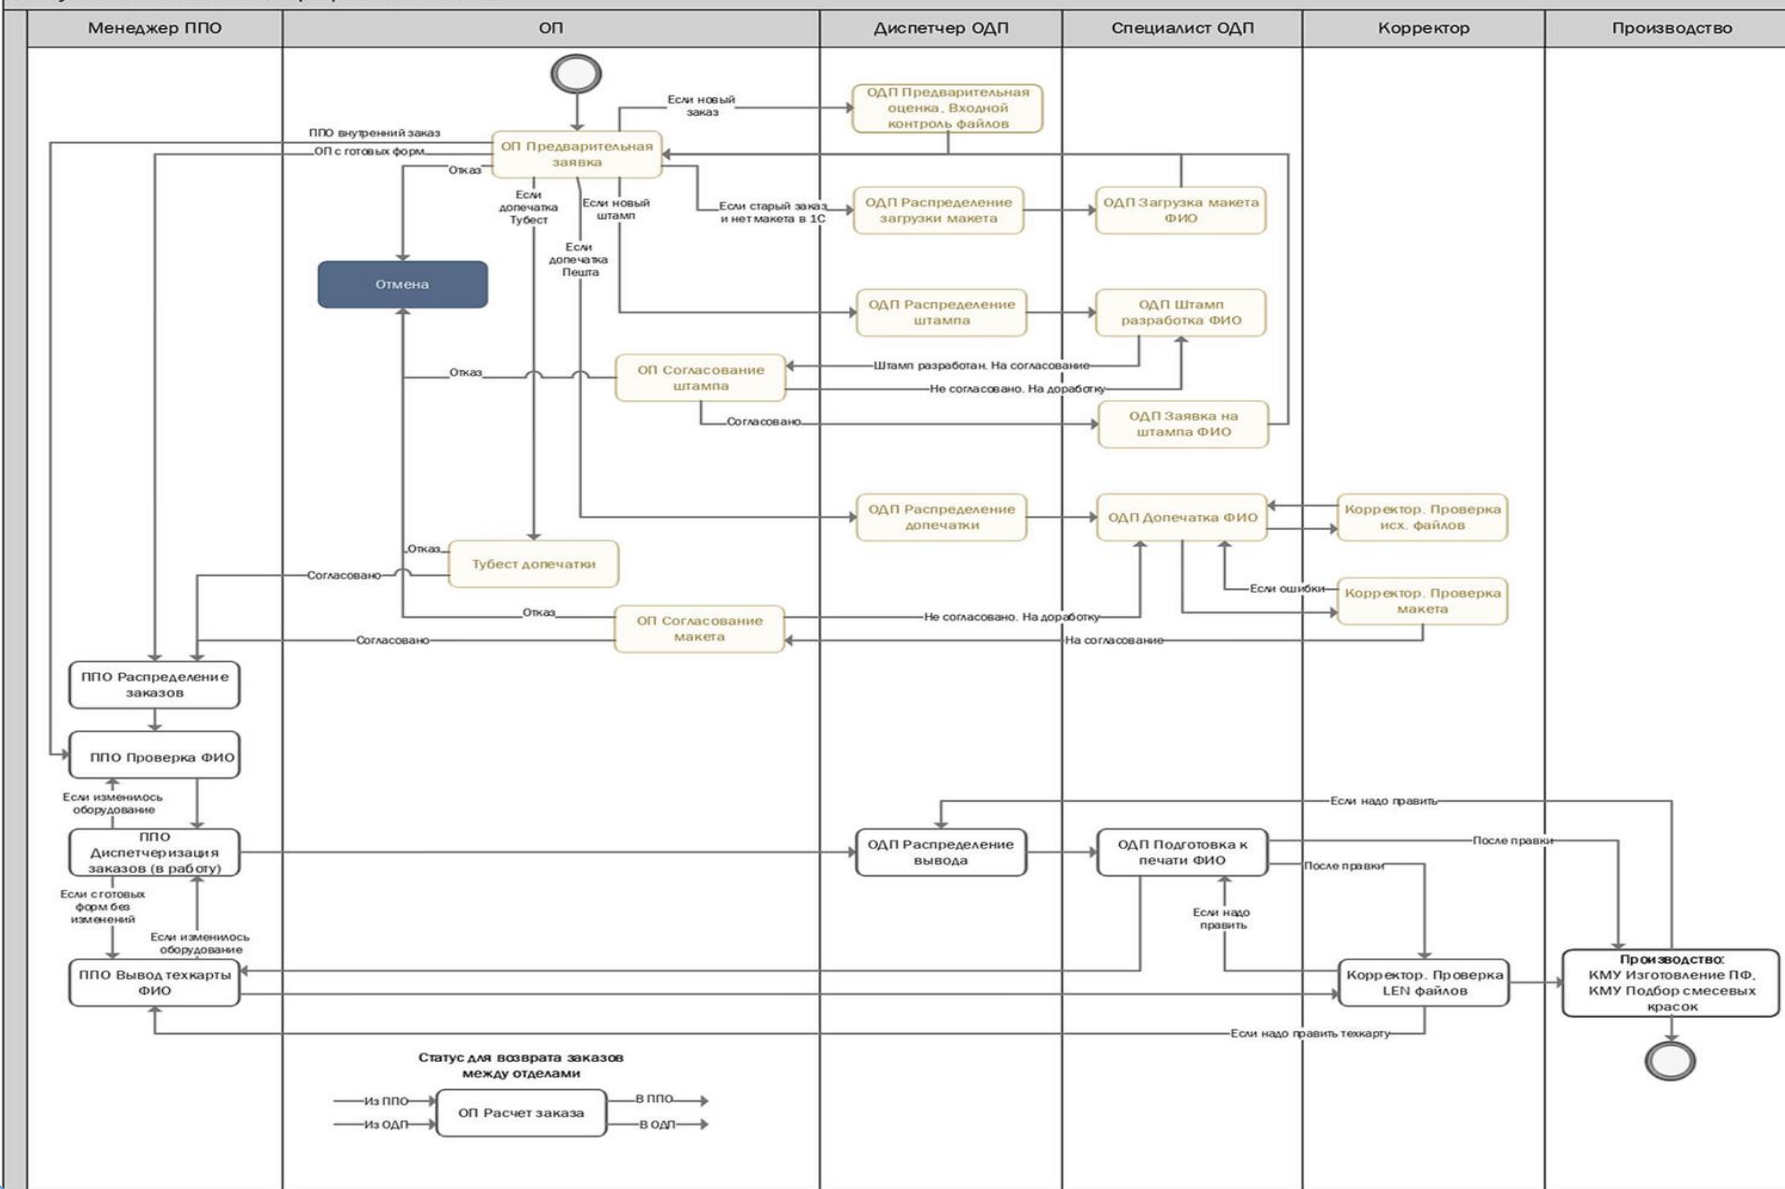 Менеджер ППО
ОП
Диспетчер ОДП
Специалист ОДП
Корректор
Производство
Если новый
заказ
ОДП Предварительная
оценка, Входной
контроль файлов
ППО внутренний заказ
ОП с готовых форм
Отказ
ОП Предварительная
заявка
Если
допечатка
Тубест
Если новый
штамп
Если старый заказ
и нет макета в 1С
ОДП Распределение
загрузки макета
ОДП Загрузка макета
ФИО
Если
допечатка
Пешта
Отмена
ОДП Распределение
штампа
ОДП Штамп
разработка ФИО
Отказ
ОП Согласование
штампа
Штамп разработан. На согласование
Не согласовано. На доработку
Согласовано
ОДП Заявка на
штампа ФИО
ОДП Распределение
допечатки
ОДП Допечатка ФИО
Корректор. Проверка
исх. файлов
Отказ
Согласовано
Тубест допечатки
Если ошибки
Корректор. Проверка
макета
Отказ
Согласовано
ОП Согласование
макета
Не согласовано. На доработку
На согласование
ППО Распределение
заказов
ППО Проверка ФИО
Если изменилось
оборудование
Если надо править
ППО
Диспетчеризация
заказов (в работу)
ОДП Распределение
вывода
ОДП Подготовка к
печати ФИО
После правки
После правки
Если с готовых
форм без
изменений
Если изменилось
оборудование
Если надо
править
ППО Вывод техкарты
ФИО
Корректор. Проверка
LEN файлов
Производство:
КМУ Изготовление ПФ,
КМУ Подбор смесевых
красок
Если надо править техкарту
Статус для возврата заказов
между отделами
Из ППО
Из ОДП
ОП Расчет заказа
В ППО
В ОДП